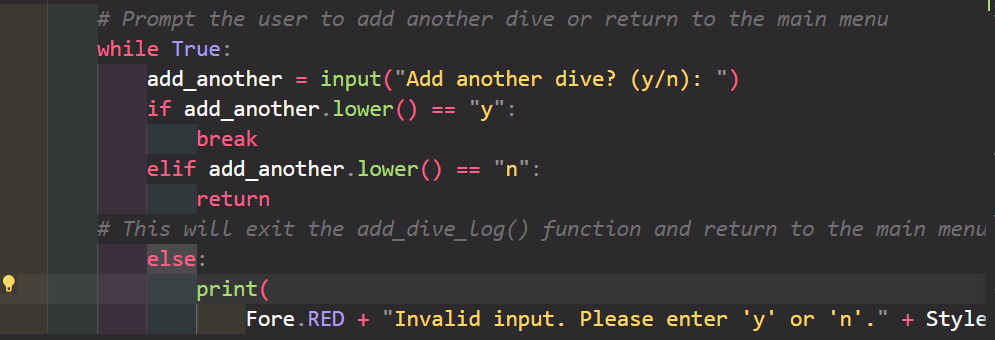 # Prompt the user to add another dive or return to the main menu
while True:
add_another = input("Add another dive? (y/n): ")
if add_another.lower() == "y":
break
elif add_another.lower() == "n":
return
# This will exit the add_dive_log() function and return to the main menu
else:
print(
Fore.RED + "Invalid input. Please enter 'y' or 'n'." + Style